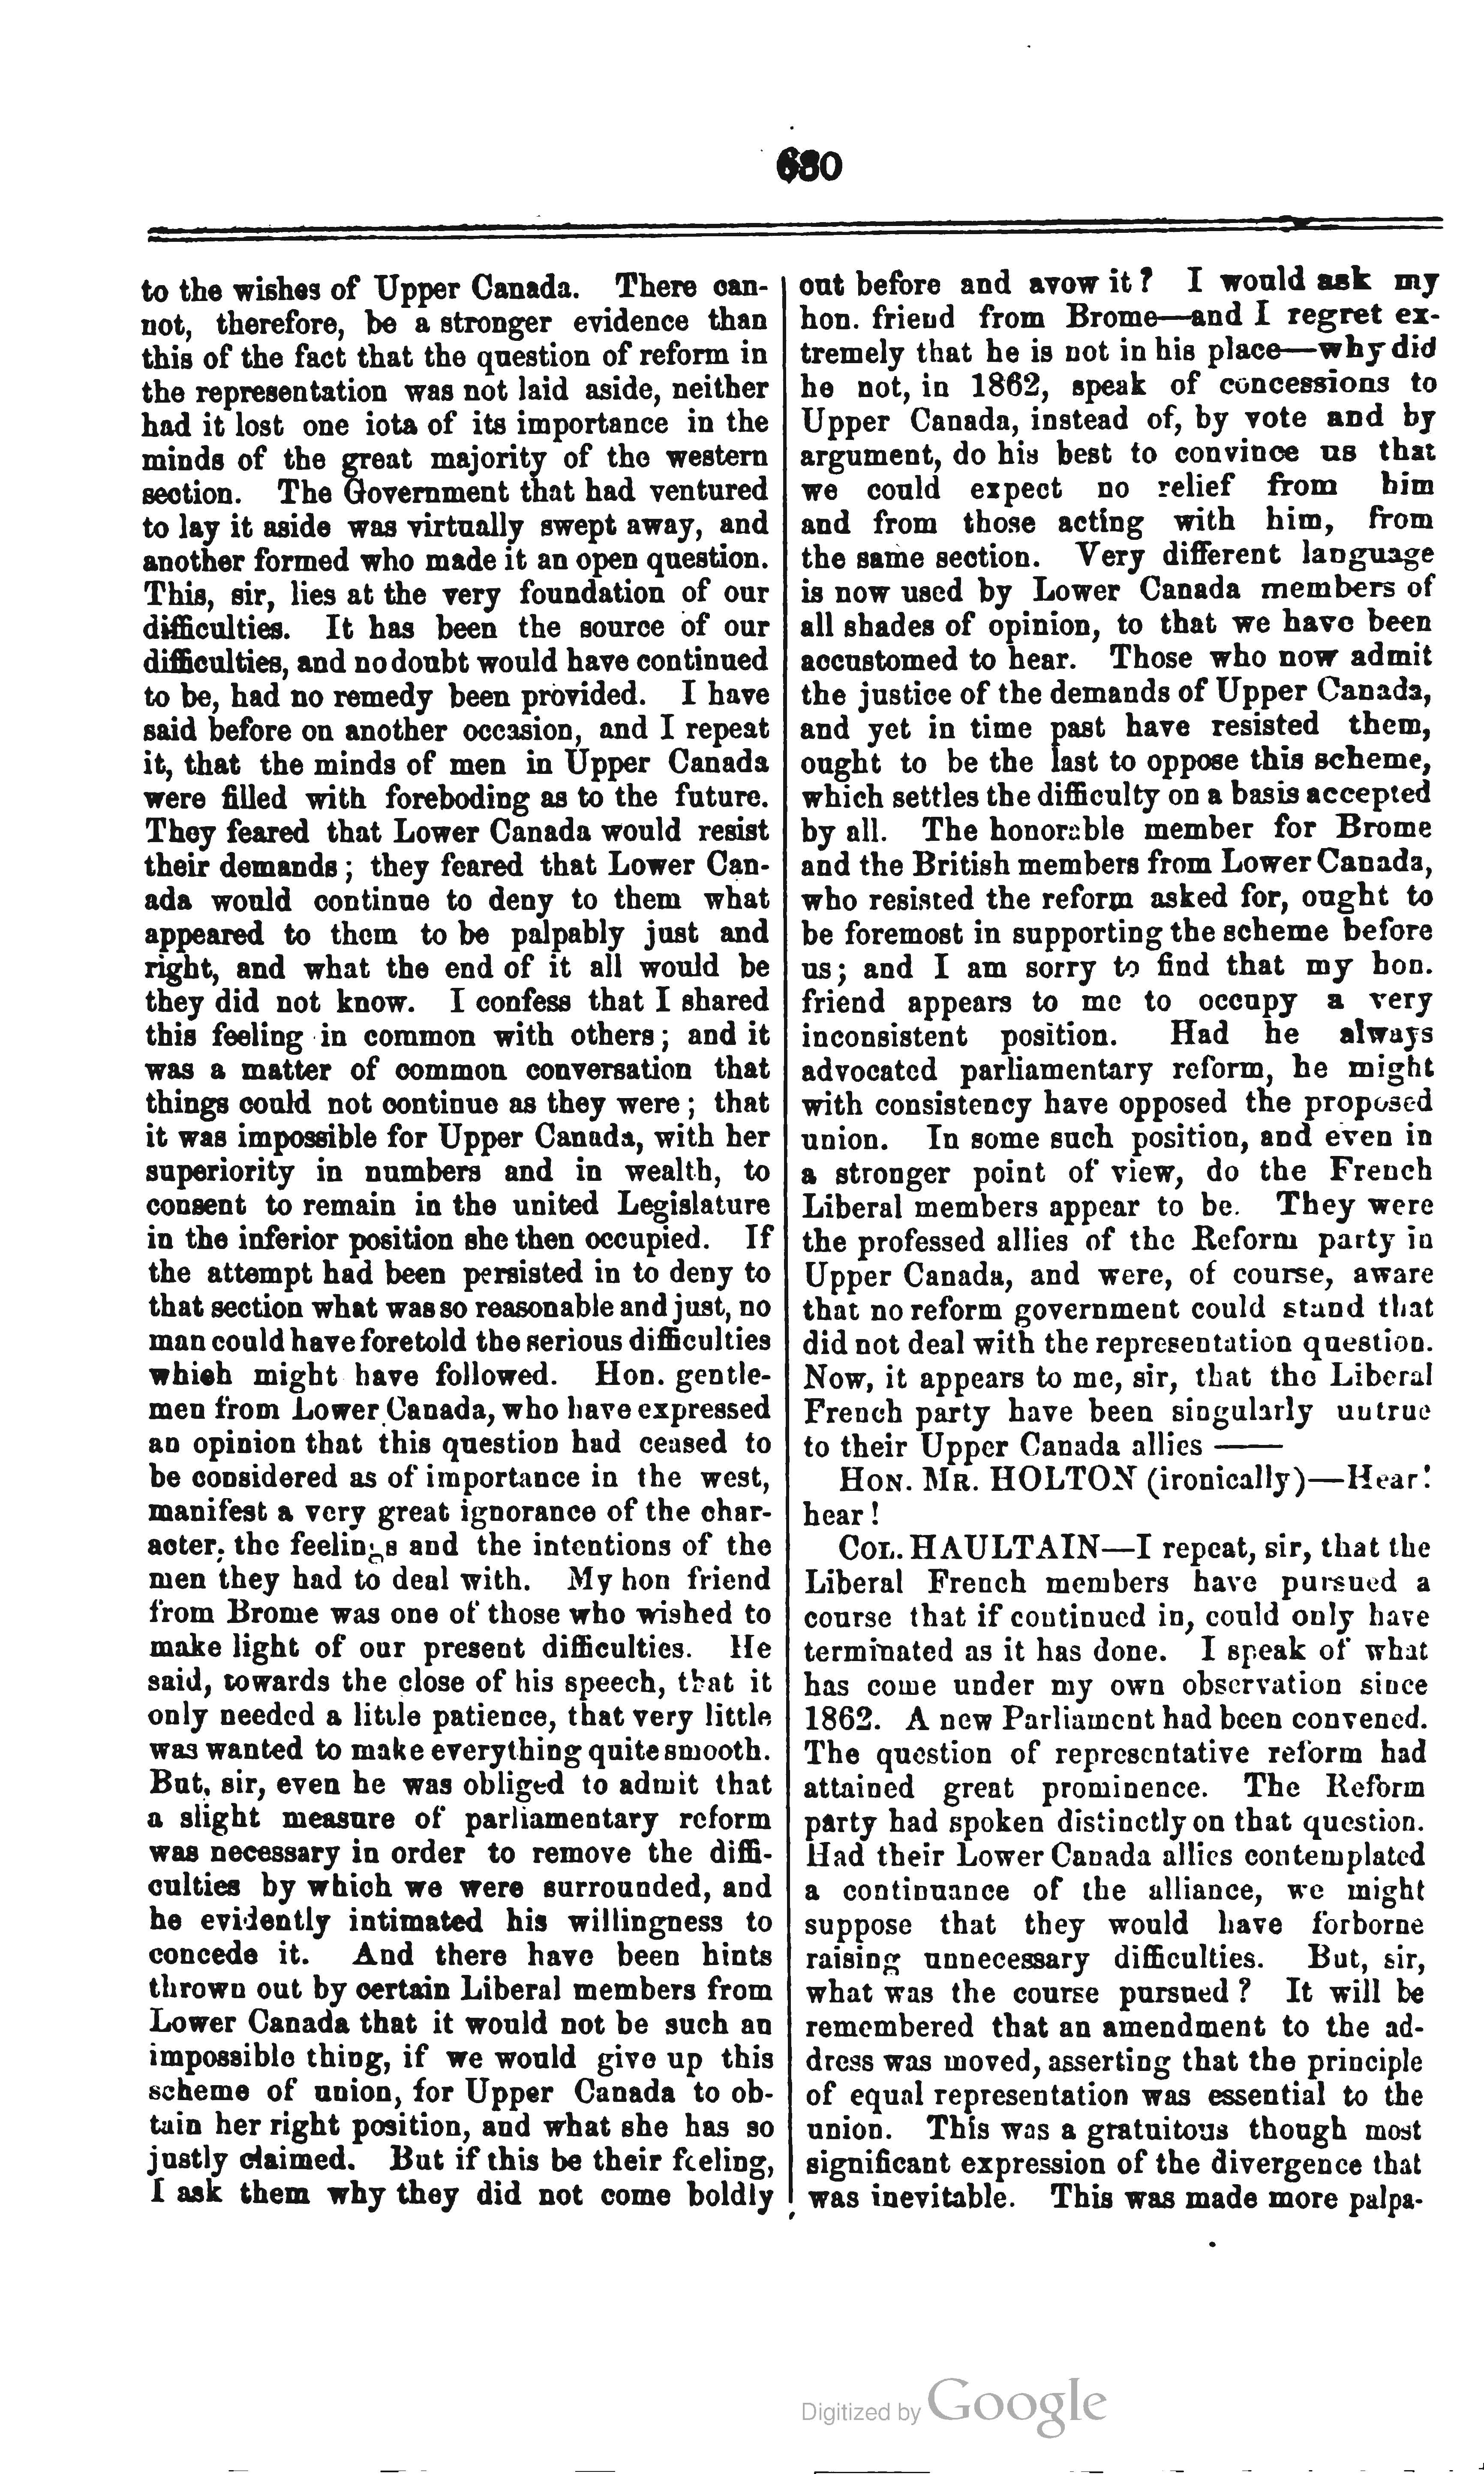 630
to the wishes of Upper Canada. There can-
not, therefore, be a stronger evidence than
this of the fact that the question of reform in
the representation was not laid aside, neither
had it lost one iota of its importance in the
minds of the great majority of the western
section. The Government that had ventured
to lay it aside was virtually swept away, and
another formed who made it an open question.
This, sir, lies at the very foundation of our
difficulties. It has been the source of our
difficulties, and no doubt would have continued
to be, had no remedy been provided. I have
said before on another occasion, and I repeat
it, that the minds of men in Upper Canada
were filled with foreboding as to the future.
They feared that Lower Canada would resist
their demands; they feared that Lower Can-
ada would continue to deny to them what
appeared to them to be palpably just and
right, and what the end of it all would be
they did not know. I confess that I shared
this feeling in common with others; and it
was a matter of common conversation that
things could not continue as they were; that
it was impossible for Upper Canada, with her
superiority in numbers and in wealth, to
consent to remain in the united Legislature
in the inferior position she then occupied. If
the attempt had been persisted in to deny to
that section what was so reasonable and just, no
man could have foretold the serious difficulties
which might have followed. Hon. gentle-
men from Lower Canada, who have expressed
an opinion that this question had ceased to
be considered as of importance in the west,
manifest a very great ignorance of the char-
acter, the feelings and the intentions of the
men they had to deal with. My hon friend
from Brome was one of those who wished to
make light of our present difficulties. He
said, towards the close of his speech, that it
only needed a little patience, that very little
was wanted to make everything quite smooth.
But, sir, even he was obliged to admit that
a slight measure of parliamentary reform
was necessary in order to remove the diffi-
culties by which we were surrounded, and
he evidently intimated his willingness to
concede it. And there have been hints
thrown out by certain Liberal members from
Lower Canada that it would not be such an
impossible thing, if we would give up this
scheme of union, for Upper Canada to ob-
tain her right position, and what she has so
justly claimed. But if this be their feeling,
I ask them why they did not come boldly
out before and avow it? I would ask my
hon. friend from Brome—and I regret ex-
tremely that he is not in his place—why did
he not, in 1862, speak of concessions to
Upper Canada, instead of, by vote and by
argument, do his best to convince us that
we could expect no relief from him
and from those acting with him, from
the same section. Very different language
is now used by Lower Canada members of
all shades of opinion, to that we have been
accustomed to hear. Those who now admit
the justice of the demands of Upper Canada,
and yet in time past have resisted them,
ought to be the last to oppose this scheme,
which settles the difficulty on a basis accepted
by all. The honorable member for Brome
and the British members from Lower Canada,
who resisted the reform asked for, ought to
be foremost in supporting the scheme before
us; and I am sorry to find that my hon.
friend appears to me to occupy a very
inconsistent position. Had he always
advocated parliamentary reform, he might
with consistency have opposed the proposed
union. In some such position, and even in
a stronger point of view, do the French
Liberal members appear to be. They were
the professed allies of the Reform party in
Upper Canada, and were, of course, aware
that no reform government could stand that
did not deal with the representation question.
Now, it appears to me, sir, that the Liberal
French party have been singularly untrue
to their Upper Canada allies ——
HON. MR. HOLTON (ironically)—Hear!
hear!
COL. HAULTAIN—I repeat, sir, that the
Liberal French members have pursued a
course that if continued in, could only have
terminated as it has done. I speak of what
has come under my own observation since
1862. A new Parliament had been convened.
The question of representative reform had
attained great prominence. The Reform
party had spoken distinctly on that question.
Had their Lower Canada allies contemplated
a continuance of the alliance, we might
suppose that they would have forborne
raising unnecessary difficulties. But, sir,
what was the course pursued? It will be
remembered that an amendment to the ad-
dress was moved, asserting that the principle
of equal representation was essential to the
union. This was a gratuitous though most
significant expression of the divergence that
was inevitable. This was made more palpa-
Digitized by Google